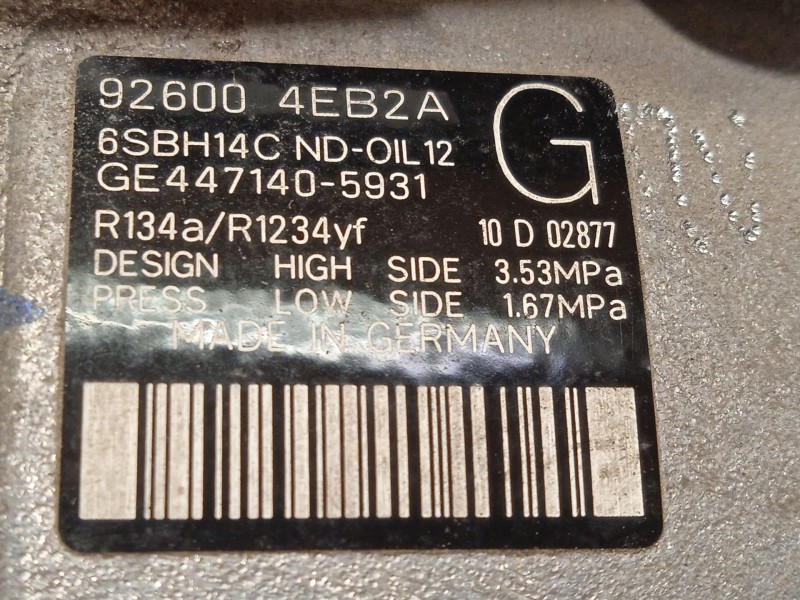 92600 4EB2A
G
6SBH14C ND-OIL12
GE447140-5931
R134a/R1234yf 10 D 02877
DESIGN HIGH SIDE 3.53MPa
PRESS LOW SIDE 1.67MPa
MADE IN GERMANY